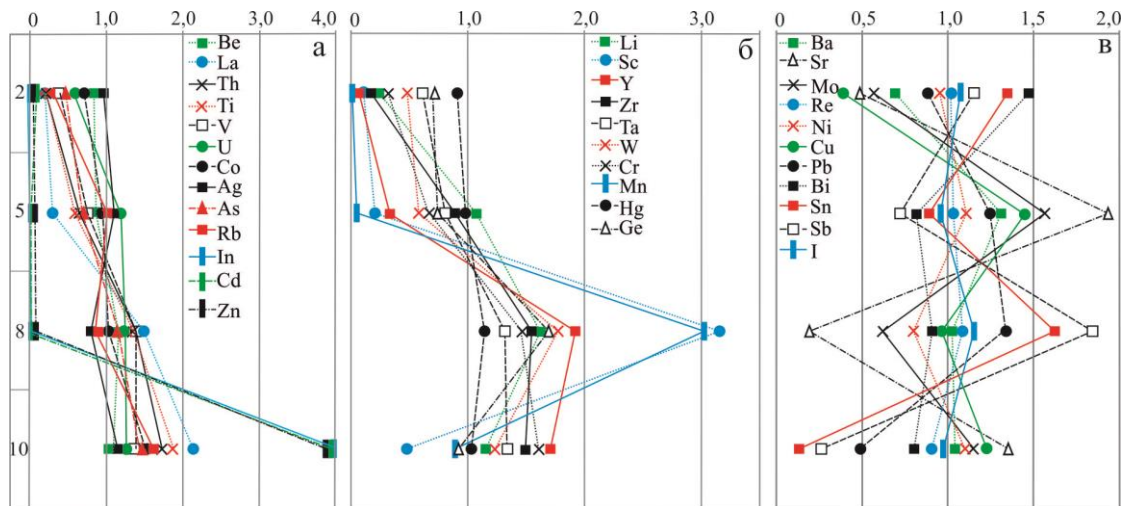 0 1,0 2,0 3,0 4,0
0 1,0 2,0 3,0
0 0,5 1,0 1,5 2,0
а
б
в
2
5
8
10
Be
La
Th
Ti
V
U
Co
Ag
As
Rb
In
Cd
Zn
Li
Sc
Y
Zr
Ta
W
Cr
Mn
Hg
Ge
Ba
Sr
Mo
Re
Ni
Cu
Pb
Bi
Sn
Sb
I